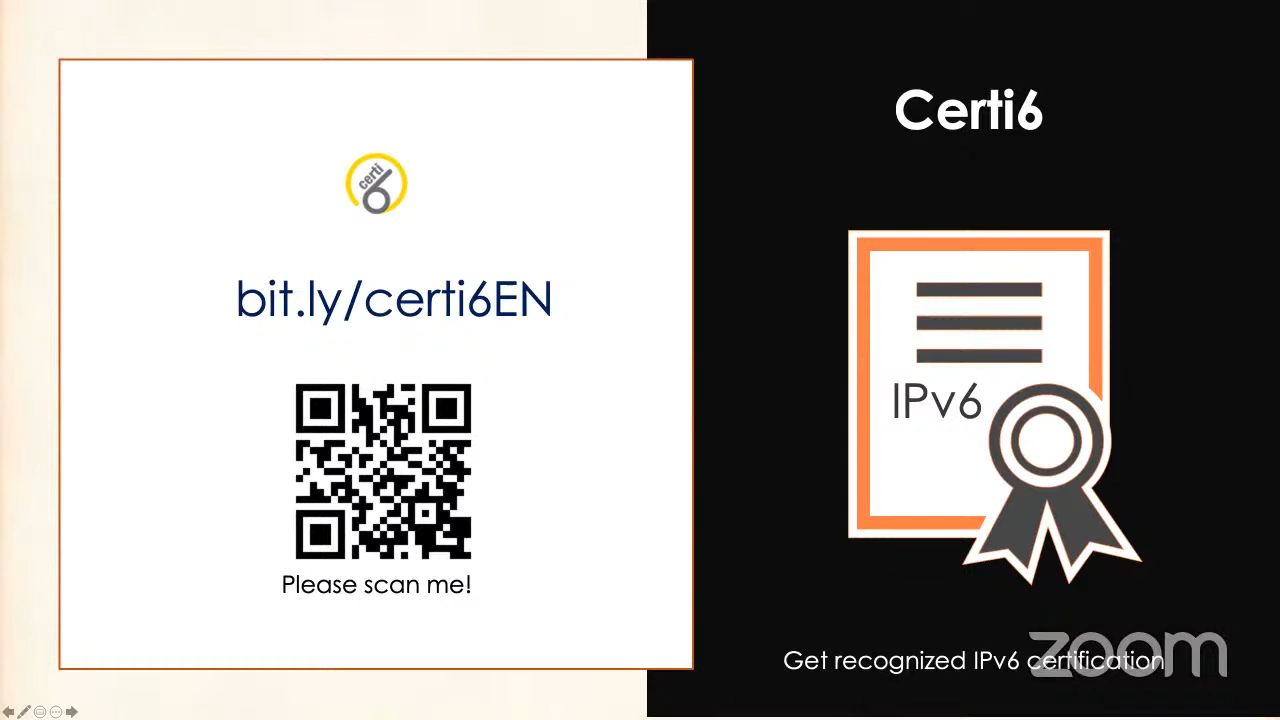 certi
6
bit.ly/certi6EN
Please scan me!
Certi6
IPv6
Get recognized IPv6 certification
zoom